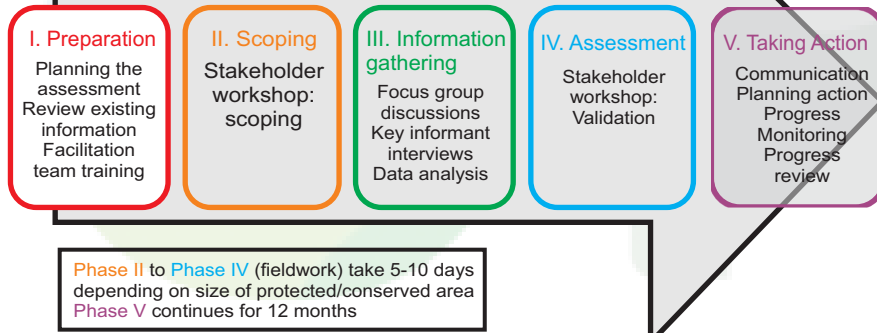 I. Preparation
Planning the
assessment
Review existing
information
Facilitation
team training
II. Scoping
Stakeholder
workshop:
scoping
III. Information
gathering
Focus group
discussions
Key informant
interviews
Data analysis
IV. Assessment
Stakeholder
workshop:
Validation
V. Taking Action
Communication
Planning action
Progress
Monitoring
Progress
review
Phase II to Phase IV (fieldwork) take 5-10 days
depending on size of protected/conserved area
Phase V continues for 12 months